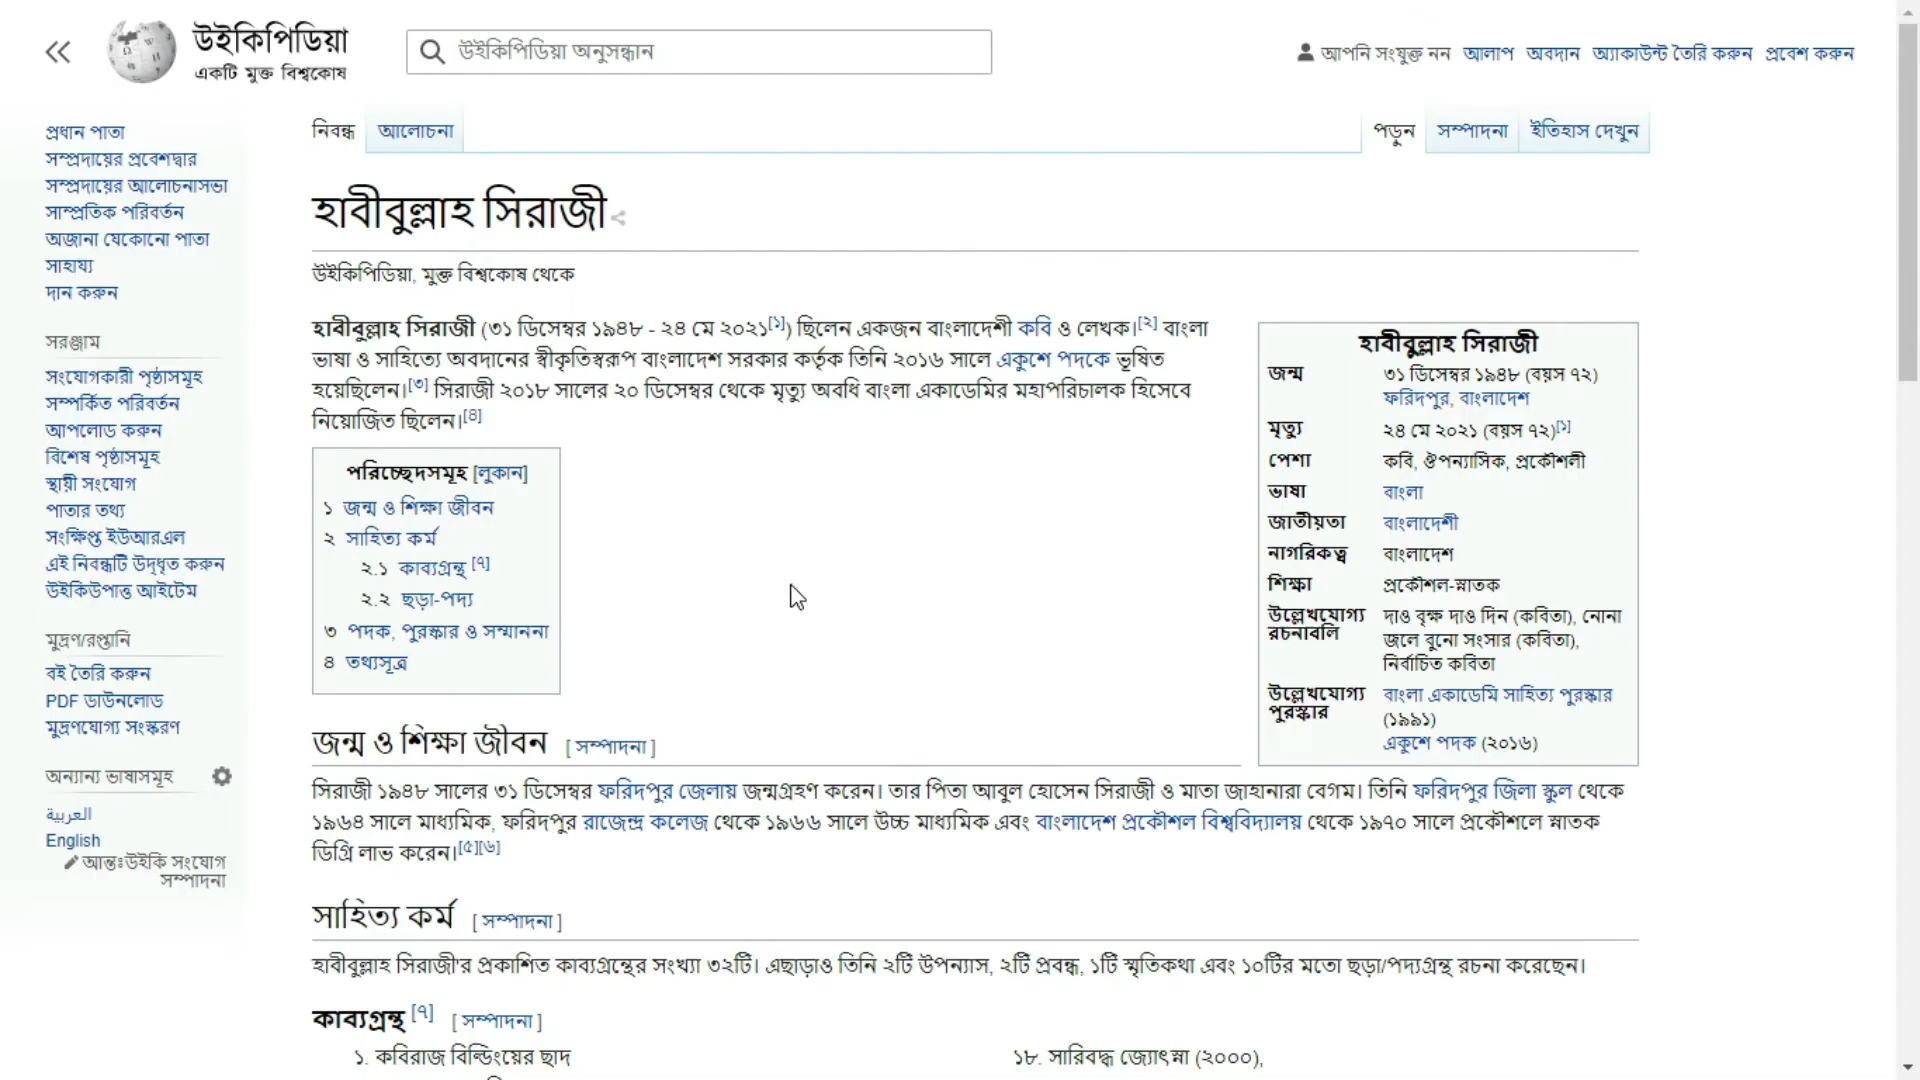 উইকিপিডিয়া
একটি মুক্ত বিশ্বকোষ
উইকিপিডিয়া অনুসন্ধান
আপনি সংযুক্ত নন আলাপ অবদান অ্যাকাউন্ট তৈরি করুন প্রবেশ করুন
প্রধান পাতা
সম্প্রদায়ের প্রবেশদ্বার
সম্প্রদায়ের আলোচনাসভা
সাম্প্রতিক পরিবর্তন
অজানা যেকোনো পাতা
সাহায্য
দান করুন
সরঞ্জাম
সংযোগকারী পৃষ্ঠাসমূহ
সম্পর্কিত পরিবর্তন
আপলোড করুন
বিশেষ পৃষ্ঠাসমূহ
স্থায়ী সংযোগ
পাতার তথ্য
সংক্ষিপ্ত ইউআরএল
এই নিবন্ধটি উদ্ধৃত করুন
উইকিউপাত্ত আইটেম
মুদ্রণ/রপ্তানি
বই তৈরি করুন
PDF ডাউনলোড
মুদ্রণযোগ্য সংস্করণ
অন্যান্য ভাষাসমূহ
العربية
English
আন্তঃউইকি সংযোগ
সম্পাদনা
নিবন্ধ আলোচনা
পড়ুন সম্পাদনা ইতিহাস দেখুন
হাবীবুল্লাহ সিরাজী
উইকিপিডিয়া, মুক্ত বিশ্বকোষ থেকে
হাবীবুল্লাহ সিরাজী (৩১ ডিসেম্বর ১৯৪৮ - ২৪ মে ২০২১[১]) ছিলেন একজন বাংলাদেশী কবি ও লেখক।[২] বাংলা
ভাষা ও সাহিত্যে অবদানের স্বীকৃতিস্বরূপ বাংলাদেশ সরকার কর্তৃক তিনি ২০১৬ সালে একুশে পদকে ভূষিত
হয়েছিলেন।[৩] সিরাজী ২০১৮ সালের ২০ ডিসেম্বর থেকে মৃত্যু অবধি বাংলা একাডেমির মহাপরিচালক হিসেবে
নিয়োজিত ছিলেন।[৪]
পরিচ্ছেদসমূহ [লুকান]
১ জন্ম ও শিক্ষা জীবন
২ সাহিত্য কর্ম
২.১ কাব্যগ্রন্থ [৭]
২.২ ছড়া-পদ্য
৩ পদক, পুরস্কার ও সম্মাননা
৪ তথ্যসূত্র
হাবীবুল্লাহ সিরাজী
জন্ম ৩১ ডিসেম্বর ১৯৪৮ (বয়স ৭২)
ফরিদপুর, বাংলাদেশ
মৃত্যু ২৪ মে ২০২১ (বয়স ৭২)[১]
পেশা কবি, ঔপন্যাসিক, প্রকৌশলী
ভাষা বাংলা
জাতীয়তা বাংলাদেশী
নাগরিকত্ব বাংলাদেশ
শিক্ষা প্রকৌশল-স্নাতক
উল্লেখযোগ্য দাও বৃক্ষ দাও দিন (কবিতা), নোনা
রচনাবলি জলে বুনো সংসার (কবিতা),
নির্বাচিত কবিতা
উল্লেখযোগ্য বাংলা একাডেমি সাহিত্য পুরস্কার
পুরস্কার (১৯৯১)
একুশে পদক (২০১৬)
জন্ম ও শিক্ষা জীবন [ সম্পাদনা ]
সিরাজী ১৯৪৮ সালের ৩১ ডিসেম্বর ফরিদপুর জেলায় জন্মগ্রহণ করেন। তার পিতা আবুল হোসেন সিরাজী ও মাতা জাহানারা বেগম। তিনি ফরিদপুর জিলা স্কুল থেকে
১৯৬৪ সালে মাধ্যমিক, ফরিদপুর রাজেন্দ্র কলেজ থেকে ১৯৬৬ সালে উচ্চ মাধ্যমিক এবং বাংলাদেশ প্রকৌশল বিশ্ববিদ্যালয় থেকে ১৯৭০ সালে প্রকৌশলে স্নাতক
ডিগ্রি লাভ করেন।[৫][৬]
সাহিত্য কর্ম [ সম্পাদনা ]
হাবীবুল্লাহ সিরাজী'র প্রকাশিত কাব্যগ্রন্থের সংখ্যা ৩২টি। এছাড়াও তিনি ২টি উপন্যাস, ২টি প্রবন্ধ, ১টি স্মৃতিকথা এবং ১০টির মতো ছড়া/পদ্যগ্রন্থ রচনা করেছেন।
কাব্যগ্রন্থ [৭] [ সম্পাদনা ]
১. কবিরাজ বিল্ডিংয়ের ছাদ
১৮. সারিবদ্ধ জ্যোৎস্না (২০০০),